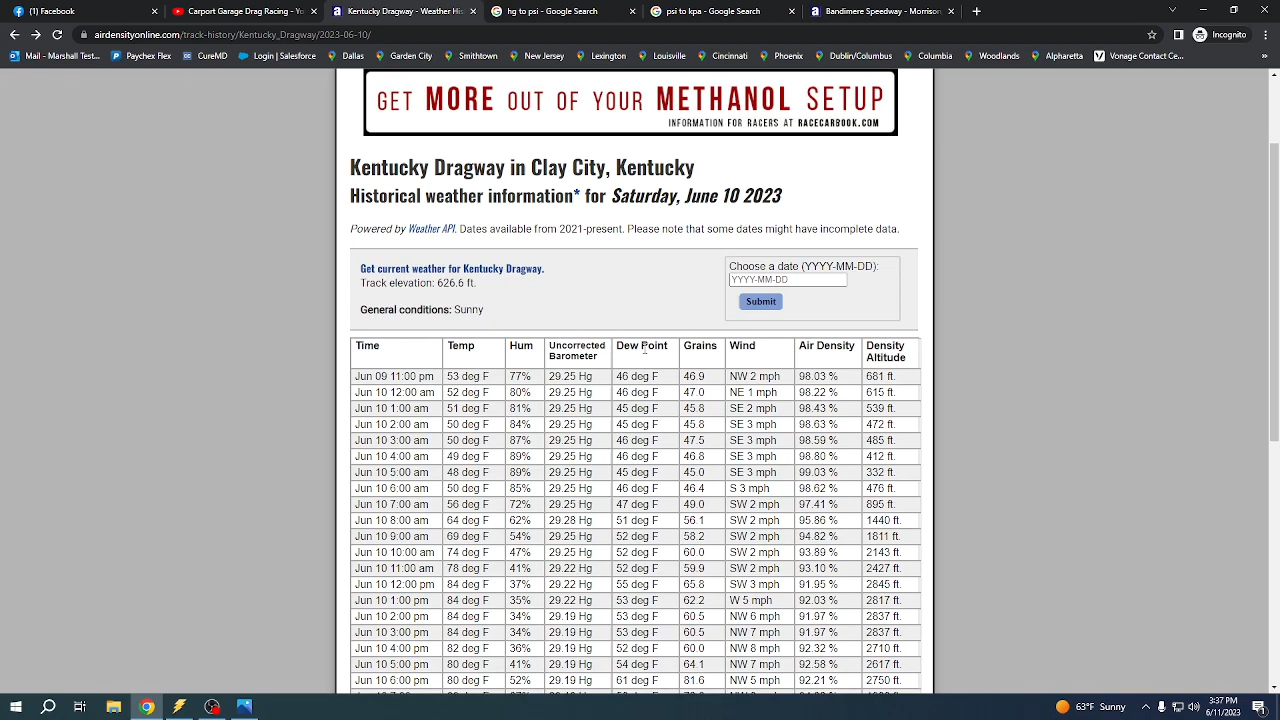 (1) Facebook
Carport Garage Drag Racing - Yo
Airdensityonline - Weather His
kg to tn - Google Search
psi to bar - Google Search
Airdensityonline - Morrison
airdensityonline.com/track-history/Kentucky_Dragway/2023-06-10/
Incognito
Mail – Marshall, T...
Paychex Flex
CureMD
Login | Salesforce
Dallas
Garden City
Smithtown
New Jersey
Lexington
Louisville
Cincinnati
Phoenix
Dublin/Columbus
Columbia
Woodlands
Alpharetta
Vonage Contact Ce...
GET MORE OUT OF YOUR METHANOL SETUP
INFORMATION FOR RACERS AT RACECARBOOK.COM
Kentucky Dragway in Clay City, Kentucky
Historical weather information* for Saturday, June 10 2023
Powered by Weather API. Dates available from 2021-present. Please note that some dates might have incomplete data.
Get current weather for Kentucky Dragway.
Track elevation: 626.6 ft.
General conditions: Sunny
Choose a date (YYYY-MM-DD):
YYYY-MM-DD
Submit
Time Temp Hum Uncorrected Barometer Dew Point Grains Wind Air Density Density Altitude
Jun 09 11:00 pm 53 deg F 77% 29.25 Hg 46 deg F 46.9 NW 2 mph 98.03 % 681 ft.
Jun 10 12:00 am 52 deg F 80% 29.25 Hg 46 deg F 47.0 NE 1 mph 98.22 % 615 ft.
Jun 10 1:00 am 51 deg F 81% 29.25 Hg 45 deg F 45.8 SE 2 mph 98.43 % 539 ft.
Jun 10 2:00 am 50 deg F 84% 29.25 Hg 45 deg F 45.8 SE 3 mph 98.63 % 472 ft.
Jun 10 3:00 am 50 deg F 87% 29.25 Hg 46 deg F 47.5 SE 3 mph 98.59 % 485 ft.
Jun 10 4:00 am 49 deg F 89% 29.25 Hg 46 deg F 46.8 SE 3 mph 98.80 % 412 ft.
Jun 10 5:00 am 48 deg F 89% 29.25 Hg 45 deg F 45.0 SE 3 mph 99.03 % 332 ft.
Jun 10 6:00 am 50 deg F 85% 29.25 Hg 46 deg F 46.4 S 3 mph 98.62 % 476 ft.
Jun 10 7:00 am 56 deg F 72% 29.25 Hg 47 deg F 49.0 SW 2 mph 97.41 % 895 ft.
Jun 10 8:00 am 64 deg F 62% 29.28 Hg 51 deg F 56.1 SW 2 mph 95.86 % 1440 ft.
Jun 10 9:00 am 69 deg F 54% 29.25 Hg 52 deg F 58.2 SW 2 mph 94.82 % 1811 ft.
Jun 10 10:00 am 74 deg F 47% 29.25 Hg 52 deg F 60.0 SW 2 mph 93.89 % 2143 ft.
Jun 10 11:00 am 78 deg F 41% 29.22 Hg 52 deg F 59.9 SW 2 mph 93.10 % 2427 ft.
Jun 10 12:00 pm 84 deg F 37% 29.22 Hg 55 deg F 65.8 SW 3 mph 91.95 % 2845 ft.
Jun 10 1:00 pm 84 deg F 35% 29.22 Hg 53 deg F 62.2 W 5 mph 92.03 % 2817 ft.
Jun 10 2:00 pm 84 deg F 34% 29.19 Hg 53 deg F 60.5 NW 6 mph 91.97 % 2837 ft.
Jun 10 3:00 pm 84 deg F 34% 29.19 Hg 53 deg F 60.5 NW 7 mph 91.97 % 2837 ft.
Jun 10 4:00 pm 82 deg F 36% 29.19 Hg 52 deg F 60.0 NW 8 mph 92.32 % 2710 ft.
Jun 10 5:00 pm 80 deg F 41% 29.19 Hg 54 deg F 64.1 NW 7 mph 92.58 % 2617 ft.
Jun 10 6:00 pm 80 deg F 52% 29.19 Hg 61 deg F 81.6 NW 5 mph 92.21 % 2750 ft.
63°F Sunny
3:37 PM
6/11/2023